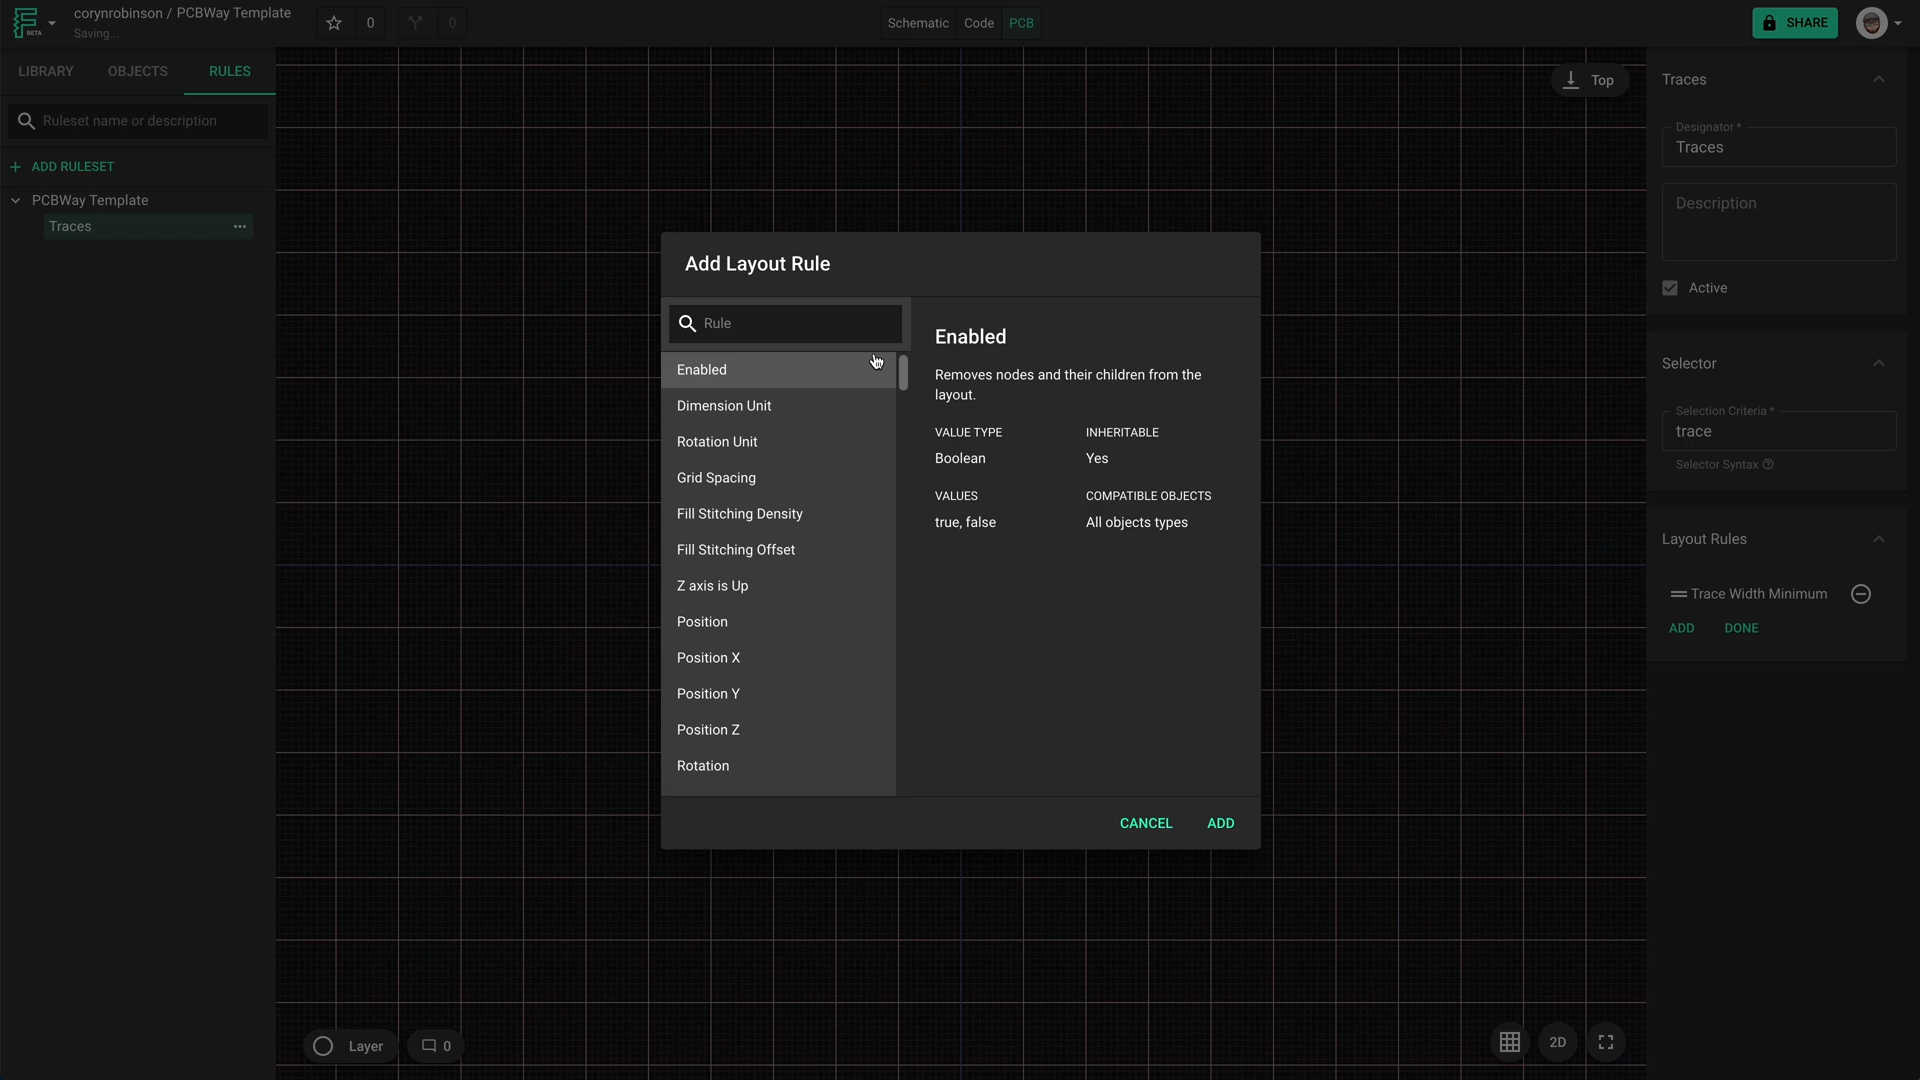 BETA
corynrobinson / PCBWay Template
Saving...
0
0
Schematic
Code
PCB
SHARE
LIBRARY
OBJECTS
RULES
Ruleset name or description
+ ADD RULESET
PCBWay Template
Traces
Top
Add Layout Rule
Rule
Enabled
Dimension Unit
Rotation Unit
Grid Spacing
Fill Stitching Density
Fill Stitching Offset
Z axis is Up
Position
Position X
Position Y
Position Z
Rotation
Enabled
Removes nodes and their children from the
layout.
VALUE TYPE
INHERITABLE
Boolean
Yes
VALUES
COMPATIBLE OBJECTS
true, false
All objects types
CANCEL
ADD
Traces
Designator *
Traces
Description
Active
Selector
Selection Criteria *
trace
Selector Syntax
Layout Rules
Trace Width Minimum
ADD
DONE
Layer
0
2D